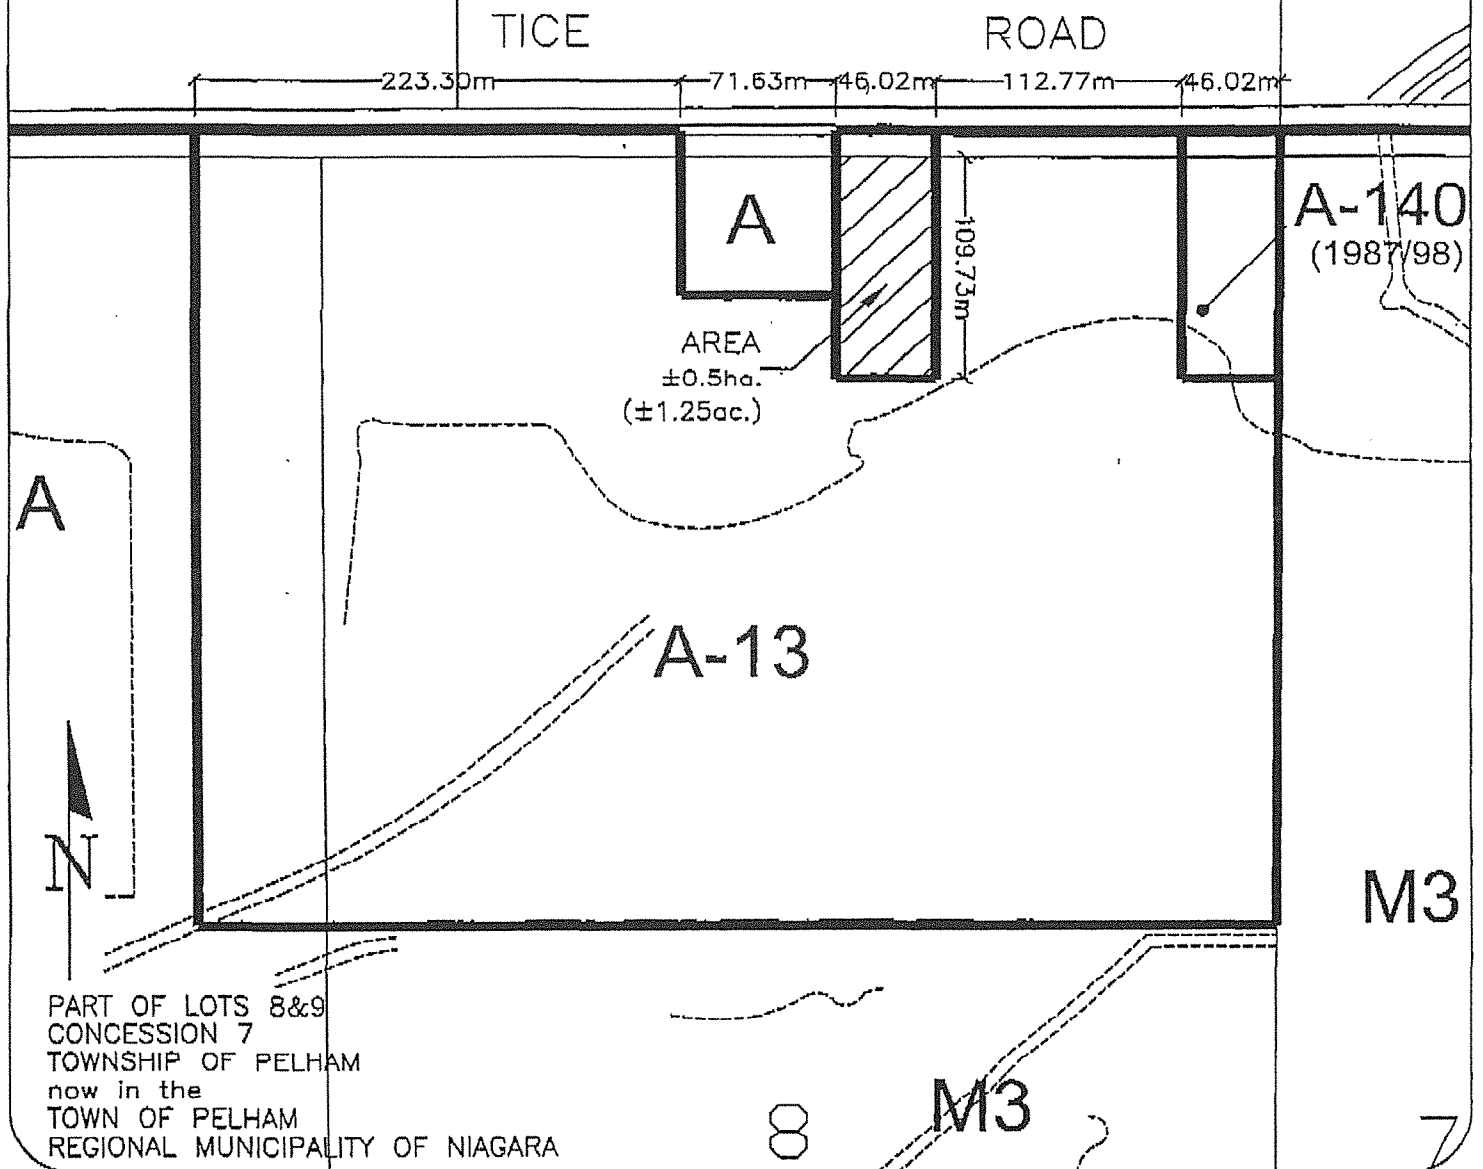 TICE ROAD
223.30m 71.63m 46.02m 112.77m 46.02m
A
A-140
(1987/98)
109.73m
AREA
±0.5ha.
(±1.25ac.)
A
A-13
N
M3
PART OF LOTS 8&9
CONCESSION 7
TOWNSHIP OF PELHAM
now in the
TOWN OF PELHAM
REGIONAL MUNICIPALITY OF NIAGARA
8
M3
7